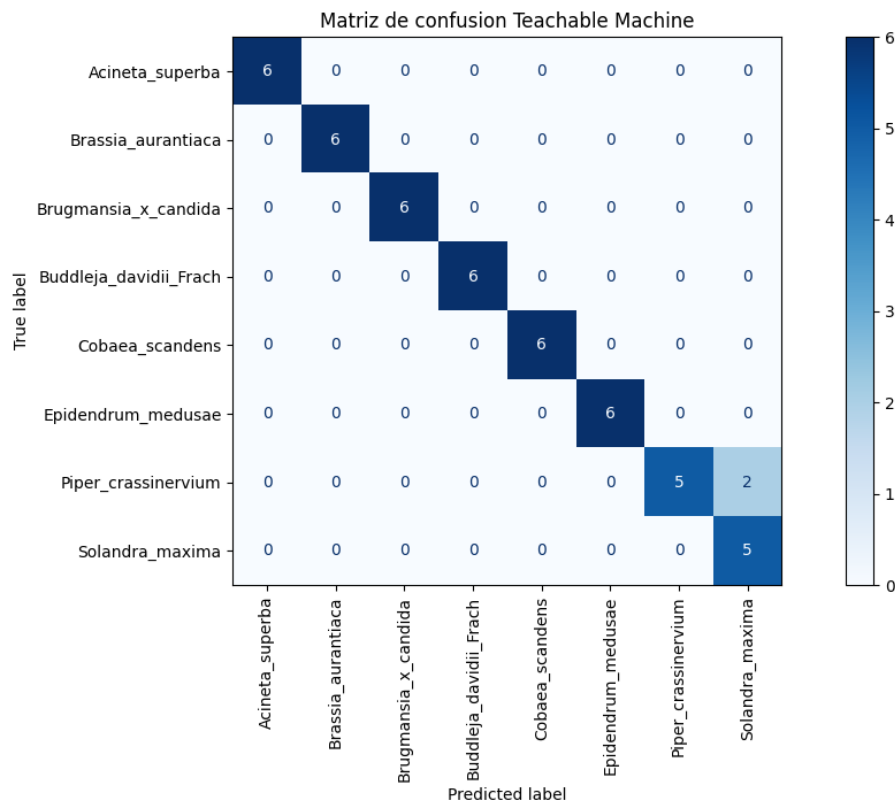 Matriz de confusion Teachable Machine
True label
Acineta_superba 6 0 0 0 0 0 0 0
Brassia_aurantiaca 0 6 0 0 0 0 0 0
Brugmansia_x_candida 0 0 6 0 0 0 0 0
Buddleja_davidii_Frach 0 0 0 6 0 0 0 0
Cobaea_scandens 0 0 0 0 6 0 0 0
Epidendrum_medusae 0 0 0 0 0 6 0 0
Piper_crassinervium 0 0 0 0 0 0 5 2
Solandra_maxima 0 0 0 0 0 0 0 5
Acineta_superba
Brassia_aurantiaca
Brugmansia_x_candida
Buddleja_davidii_Frach
Cobaea_scandens
Epidendrum_medusae
Piper_crassinervium
Solandra_maxima
Predicted label
6
5
4
3
2
1
0